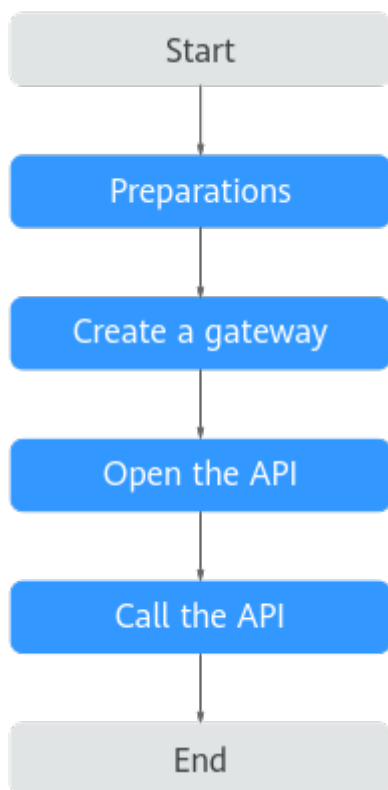 Start
Preparations
Create a gateway
Open the API
Call the API
End